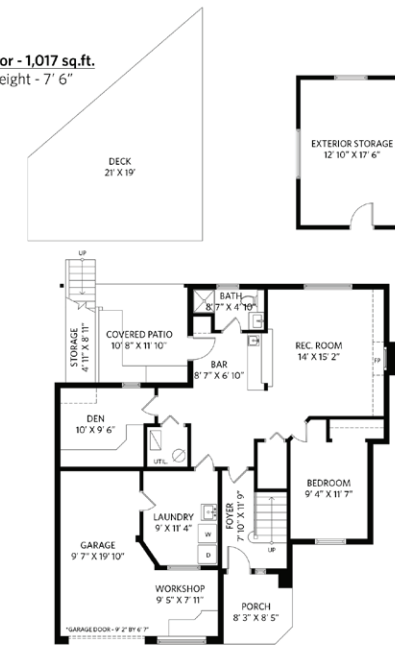 or - 1,017 sq.ft.
eight - 7' 6"
DECK
21' X 19'
EXTERIOR STORAGE
12' 10" X 17' 6"
UP
STORAGE
4' 11" X 8' 11"
COVERED PATIO
10' 8" X 11' 10"
BATH
8' 7" X 4' 10"
BAR
8' 7" X 6' 10"
REC. ROOM
14' X 15' 2"
FP
DEN
10' X 9' 6"
UTIL.
BEDROOM
9' 4" X 11' 7"
LAUNDRY
9' X 11' 4"
W
D
FOYER
7' 10" X 11' 9"
UP
GARAGE
9' 7" X 19' 10"
WORKSHOP
9' 5" X 7' 11"
PORCH
8' 3" X 8' 5"
*GARAGE DOOR - 9' 2" BY 6' 7"